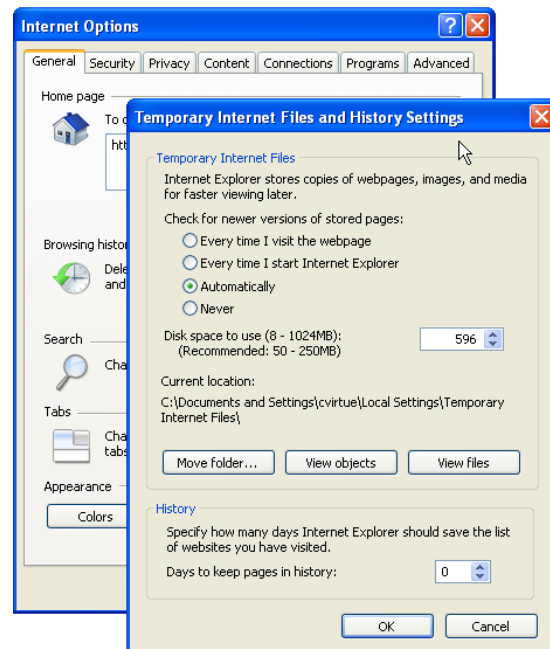 Internet Options
General Security Privacy Content Connections Programs Advanced
Home page
To c
htt
Browsing histo
Dele
and
Search
Cha
Tabs
Cha
tabs
Appearance
Colors
Temporary Internet Files and History Settings
Temporary Internet Files
Internet Explorer stores copies of webpages, images, and media
for faster viewing later.
Check for newer versions of stored pages:
Every time I visit the webpage
Every time I start Internet Explorer
Automatically
Never
Disk space to use (8 - 1024MB): 596
(Recommended: 50 - 250MB)
Current location:
C:\Documents and Settings\cvirtue\Local Settings\Temporary
Internet Files\
Move folder... View objects View files
History
Specify how many days Internet Explorer should save the list
of websites you have visited.
Days to keep pages in history: 0
OK Cancel